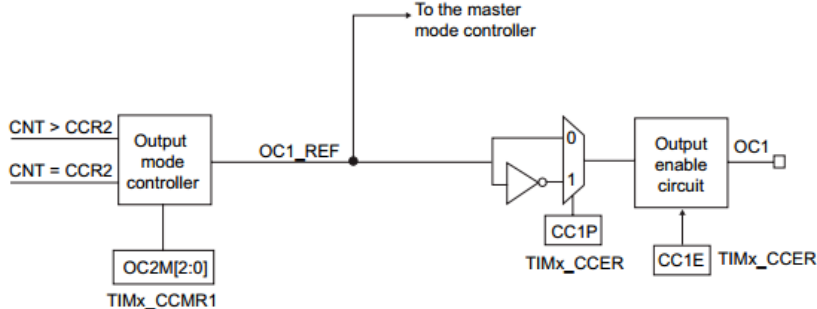 To the master
mode controller
CNT > CCR2
CNT = CCR2
Output
mode
controller
OC1_REF
0
1
Output
enable
circuit
OC1
CC1P
TIMx_CCER
CC1E
TIMx_CCER
OC2M[2:0]
TIMx_CCMR1